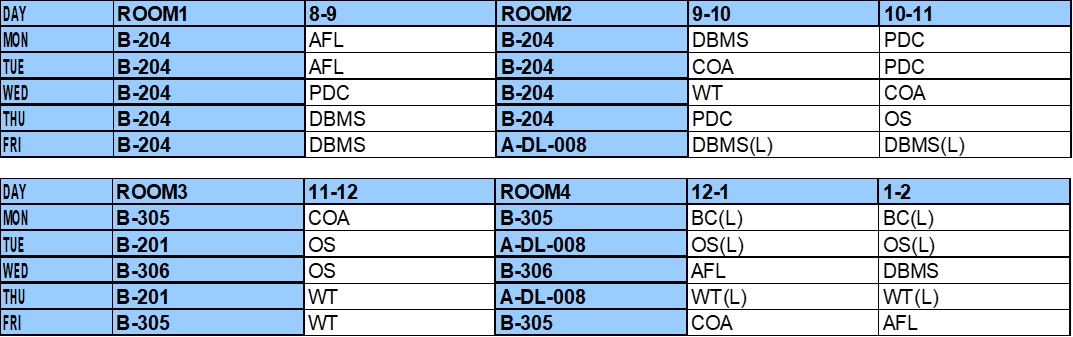 DAY ROOM1 8-9 ROOM2 9-10 10-11
MON B-204 AFL B-204 DBMS PDC
TUE B-204 AFL B-204 COA PDC
WED B-204 PDC B-204 WT COA
THU B-204 DBMS B-204 PDC OS
FRI B-204 DBMS A-DL-008 DBMS(L) DBMS(L)
DAY ROOM3 11-12 ROOM4 12-1 1-2
MON B-305 COA B-305 BC(L) BC(L)
TUE B-201 OS A-DL-008 OS(L) OS(L)
WED B-306 OS B-306 AFL DBMS
THU B-201 WT A-DL-008 WT(L) WT(L)
FRI B-305 WT B-305 COA AFL